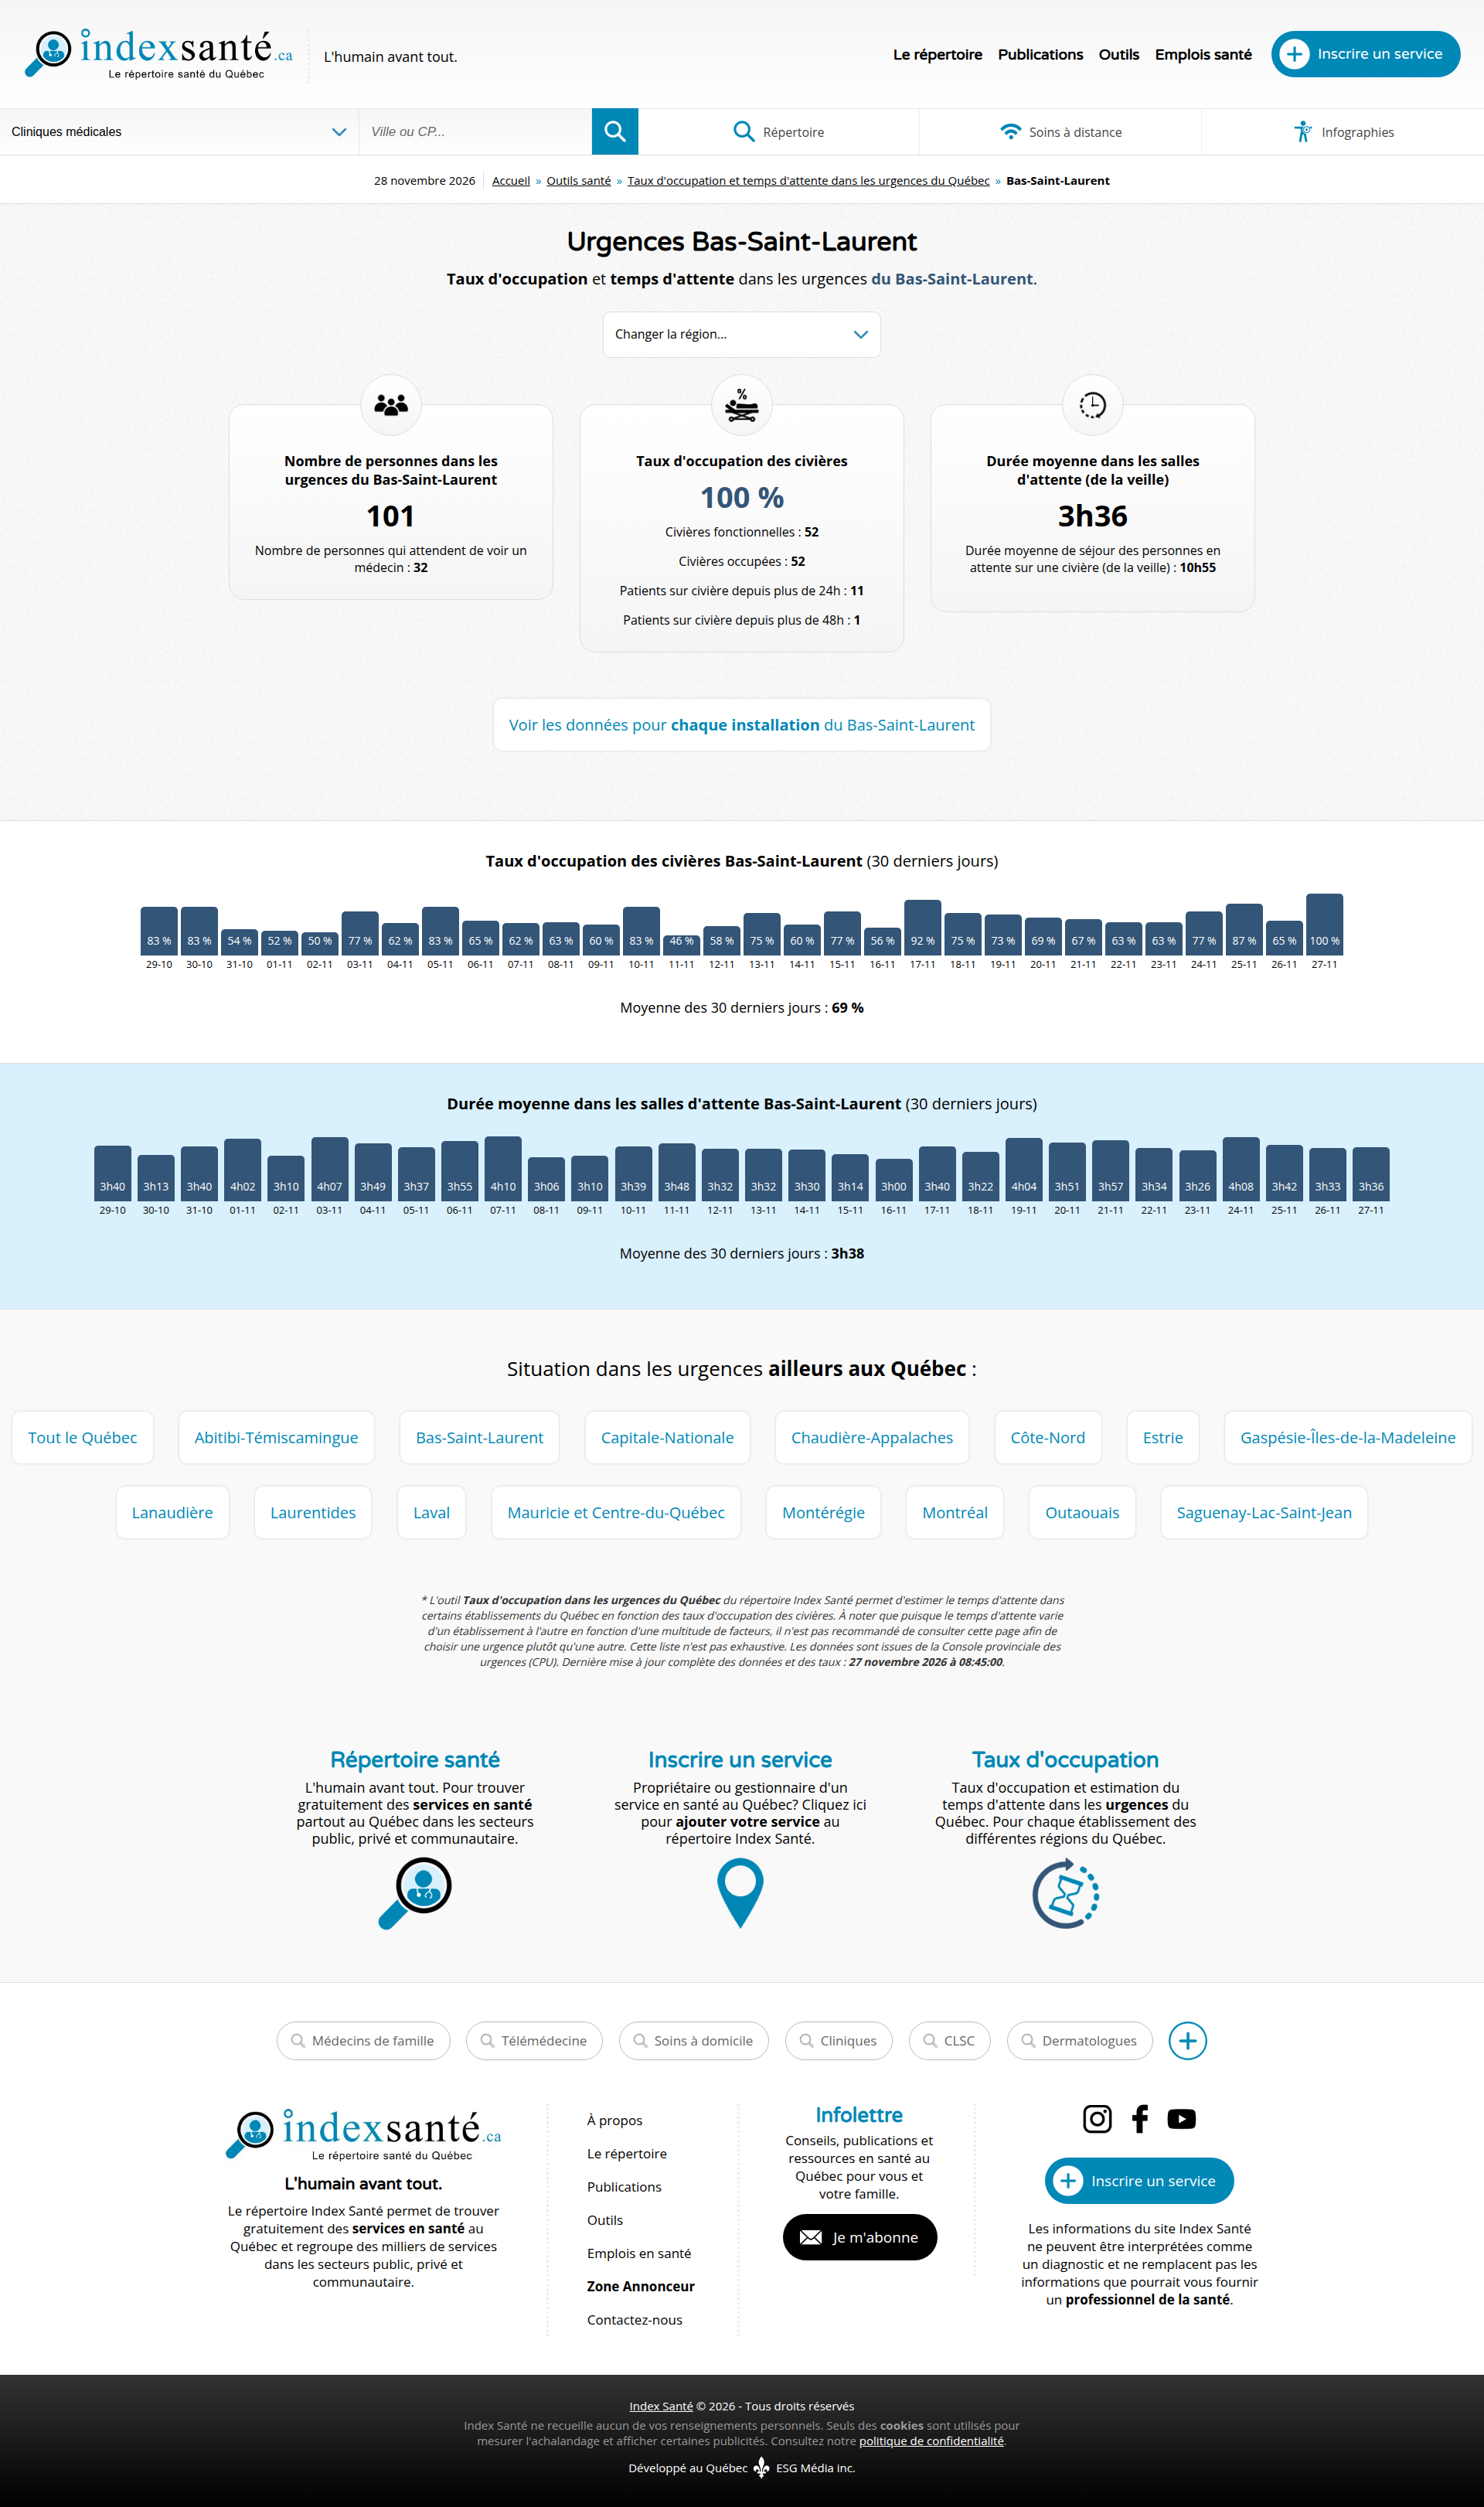 indexsanté.ca
Le répertoire santé du Québec
L'humain avant tout.
Le répertoire Publications Outils Emplois santé
Inscrire un service
Cliniques médicales
Ville ou CP...
Répertoire
Soins à distance
Infographies
28 novembre 2026 Accueil » Outils santé » Taux d'occupation et temps d'attente dans les urgences du Québec » Bas-Saint-Laurent
Urgences Bas-Saint-Laurent
Taux d'occupation et temps d'attente dans les urgences du Bas-Saint-Laurent.
Changer la région...
Nombre de personnes dans les
urgences du Bas-Saint-Laurent
101
Nombre de personnes qui attendent de voir un
médecin : 32
%
Taux d'occupation des civières
100 %
Civières fonctionnelles : 52
Civières occupées : 52
Patients sur civière depuis plus de 24h : 11
Patients sur civière depuis plus de 48h : 1
Durée moyenne dans les salles
d'attente (de la veille)
3h36
Durée moyenne de séjour des personnes en
attente sur une civière (de la veille) : 10h55
Voir les données pour chaque installation du Bas-Saint-Laurent
Taux d'occupation des civières Bas-Saint-Laurent (30 derniers jours)
83 % 83 % 54 % 52 % 50 % 77 % 62 % 83 % 65 % 62 % 63 % 60 % 83 % 46 % 58 % 75 % 60 % 77 % 56 % 92 % 75 % 73 % 69 % 67 % 63 % 63 % 77 % 87 % 65 % 100 %
29-10 30-10 31-10 01-11 02-11 03-11 04-11 05-11 06-11 07-11 08-11 09-11 10-11 11-11 12-11 13-11 14-11 15-11 16-11 17-11 18-11 19-11 20-11 21-11 22-11 23-11 24-11 25-11 26-11 27-11
Moyenne des 30 derniers jours : 69 %
Durée moyenne dans les salles d'attente Bas-Saint-Laurent (30 derniers jours)
3h40 3h13 3h40 4h02 3h10 4h07 3h49 3h37 3h55 4h10 3h06 3h10 3h39 3h48 3h32 3h32 3h30 3h14 3h00 3h40 3h22 4h04 3h51 3h57 3h34 3h26 4h08 3h42 3h33 3h36
29-10 30-10 31-10 01-11 02-11 03-11 04-11 05-11 06-11 07-11 08-11 09-11 10-11 11-11 12-11 13-11 14-11 15-11 16-11 17-11 18-11 19-11 20-11 21-11 22-11 23-11 24-11 25-11 26-11 27-11
Moyenne des 30 derniers jours : 3h38
Situation dans les urgences ailleurs aux Québec :
Tout le Québec Abitibi-Témiscamingue Bas-Saint-Laurent Capitale-Nationale Chaudière-Appalaches Côte-Nord Estrie Gaspésie-Îles-de-la-Madeleine
Lanaudière Laurentides Laval Mauricie et Centre-du-Québec Montérégie Montréal Outaouais Saguenay-Lac-Saint-Jean
* L'outil Taux d'occupation dans les urgences du Québec du répertoire Index Santé permet d'estimer le temps d'attente dans
certains établissements du Québec en fonction des taux d'occupation des civières. À noter que puisque le temps d'attente varie
d'un établissement à l'autre en fonction d'une multitude de facteurs, il n'est pas recommandé de consulter cette page afin de
choisir une urgence plutôt qu'une autre. Cette liste n'est pas exhaustive. Les données sont issues de la Console provinciale des
urgences (CPU). Dernière mise à jour complète des données et des taux : 27 novembre 2026 à 08:45:00.
Répertoire santé
L'humain avant tout. Pour trouver
gratuitement des services en santé
partout au Québec dans les secteurs
public, privé et communautaire.
Inscrire un service
Propriétaire ou gestionnaire d'un
service en santé au Québec? Cliquez ici
pour ajouter votre service au
répertoire Index Santé.
Taux d'occupation
Taux d'occupation et estimation du
temps d'attente dans les urgences du
Québec. Pour chaque établissement des
différentes régions du Québec.
Médecins de famille Télémédecine Soins à domicile Cliniques CLSC Dermatologues
indexsanté.ca
Le répertoire santé du Québec
L'humain avant tout.
Le répertoire Index Santé permet de trouver
gratuitement des services en santé au
Québec et regroupe des milliers de services
dans les secteurs public, privé et
communautaire.
À propos
Le répertoire
Publications
Outils
Emplois en santé
Zone Annonceur
Contactez-nous
Infolettre
Conseils, publications et
ressources en santé au
Québec pour vous et
votre famille.
Je m'abonne
Inscrire un service
Les informations du site Index Santé
ne peuvent être interprétées comme
un diagnostic et ne remplacent pas les
informations que pourrait vous fournir
un professionnel de la santé.
Index Santé © 2026 - Tous droits réservés
Index Santé ne recueille aucun de vos renseignements personnels. Seuls des cookies sont utilisés pour
mesurer l'achalandage et afficher certaines publicités. Consultez notre politique de confidentialité.
Développé au Québec ESG Média inc.